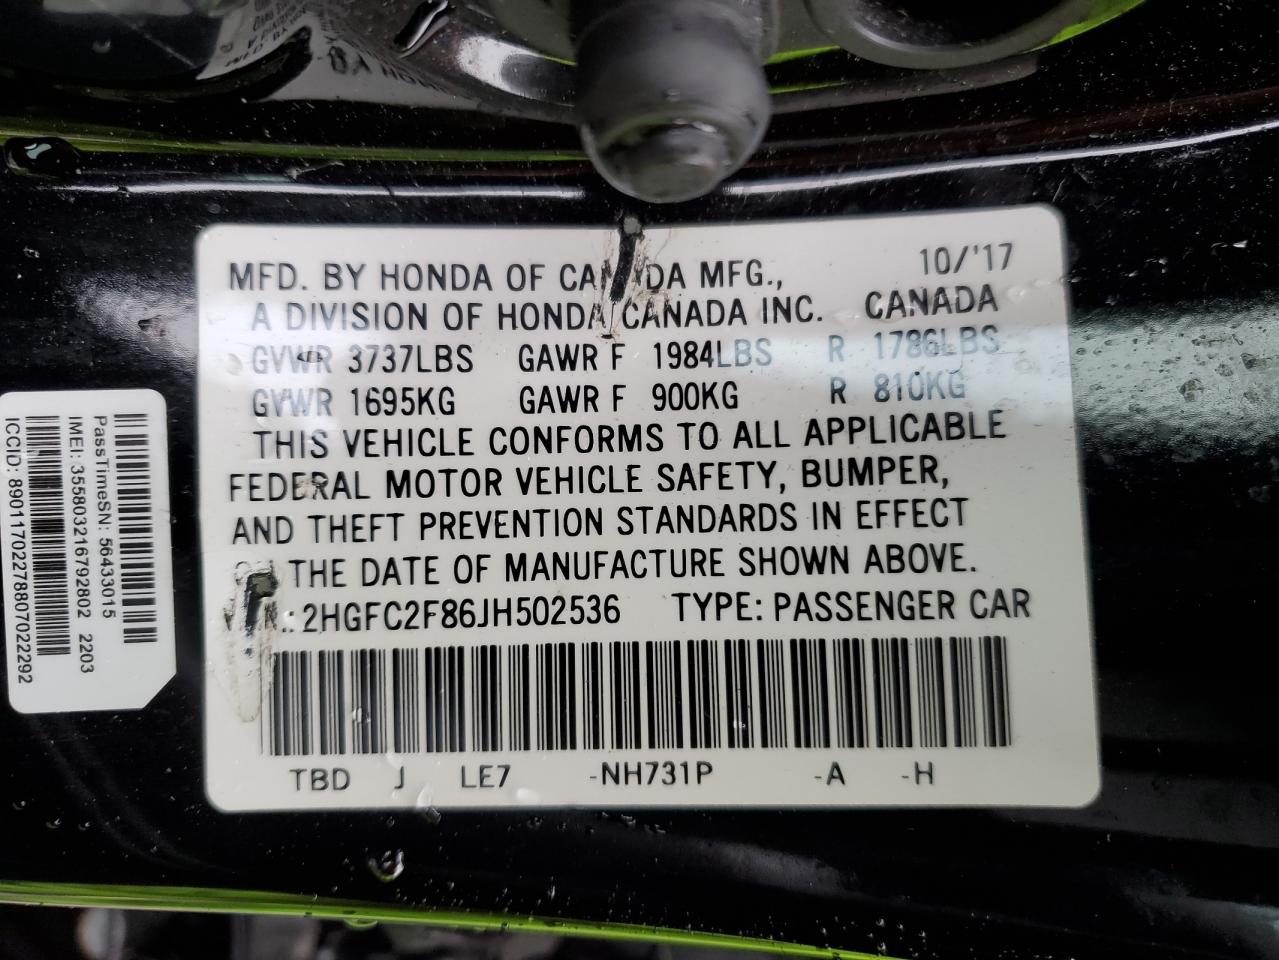 MFD. BY HONDA OF CANADA MFG., 10/'17
A DIVISION OF HONDA CANADA INC. CANADA
GVWR 3737LBS GAWR F 1984LBS R 1786LBS
GVWR 1695KG GAWR F 900KG R 810KG
THIS VEHICLE CONFORMS TO ALL APPLICABLE
FEDERAL MOTOR VEHICLE SAFETY, BUMPER,
AND THEFT PREVENTION STANDARDS IN EFFECT
ON THE DATE OF MANUFACTURE SHOWN ABOVE.
V.I.N.: 2HGFC2F86JH502536 TYPE: PASSENGER CAR
TBD J LE7 -NH731P -A -H
PassTimeSN: 56433015
IMEI: 355803216792802 2203
ICCID: 89011702278807022292